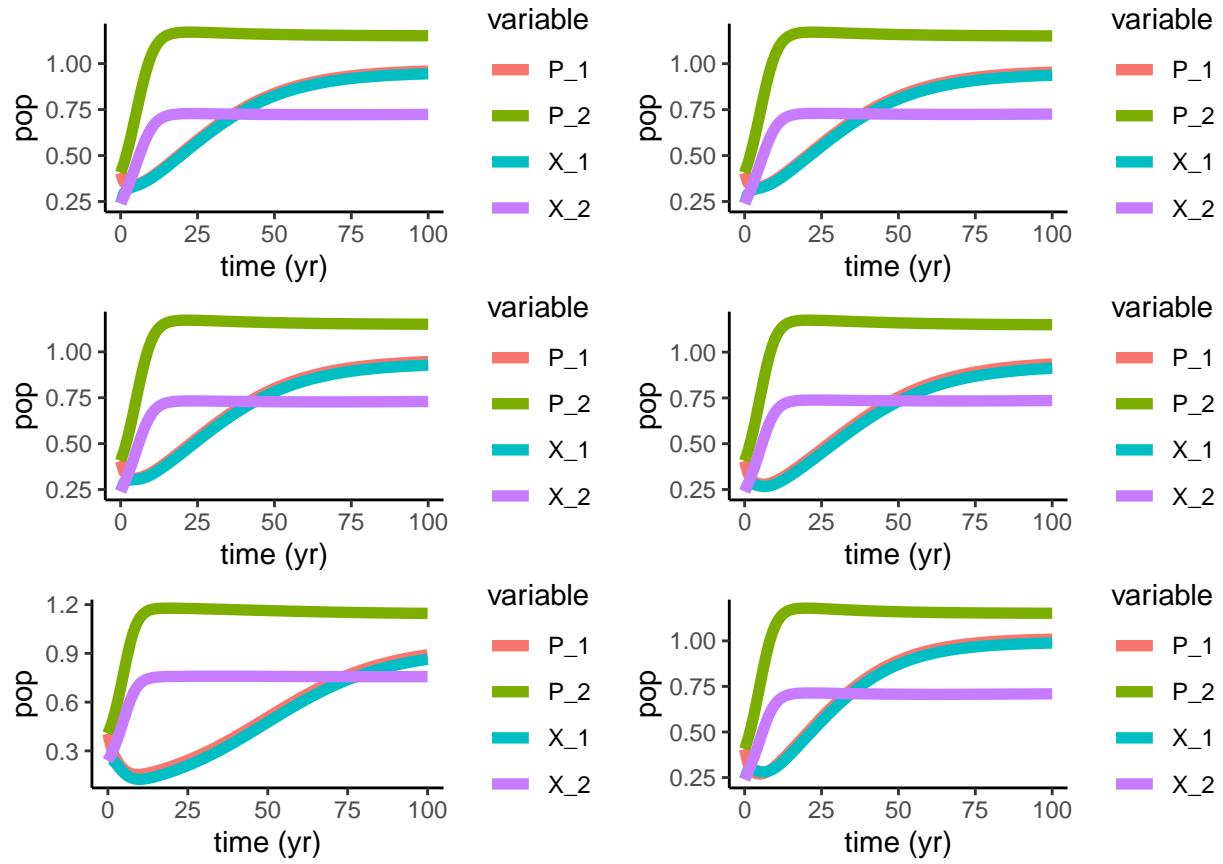 variable
pop
1.00
0.75
0.50
0.25
P_1
P_2
X_1
X_2
0 25 50 75 100
time (yr)
variable
pop
1.00
0.75
0.50
0.25
P_1
P_2
X_1
X_2
0 25 50 75 100
time (yr)
variable
pop
1.00
0.75
0.50
0.25
P_1
P_2
X_1
X_2
0 25 50 75 100
time (yr)
variable
pop
1.00
0.75
0.50
0.25
P_1
P_2
X_1
X_2
0 25 50 75 100
time (yr)
variable
pop
1.2
0.9
0.6
0.3
P_1
P_2
X_1
X_2
0 25 50 75 100
time (yr)
variable
pop
1.00
0.75
0.50
0.25
P_1
P_2
X_1
X_2
0 25 50 75 100
time (yr)